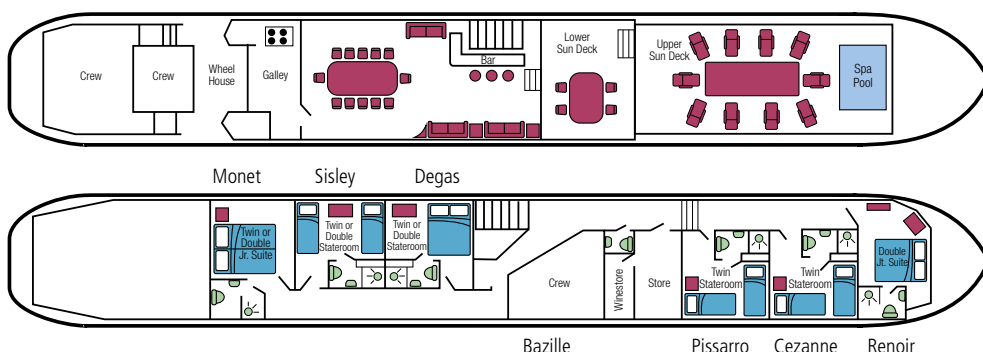 Crew
Crew
Wheel
House
Galley
Bar
Lower
Sun Deck
Upper
Sun Deck
Spa
Pool
Monet
Sisley
Degas
Twin or
Double
Jr. Suite
Twin or
Double
Stateroom
Twin or
Double
Stateroom
Crew
Winestore
Store
Twin
Stateroom
Twin
Stateroom
Double
Jt. Suite
Bazille
Pissarro
Cezanne
Renoir